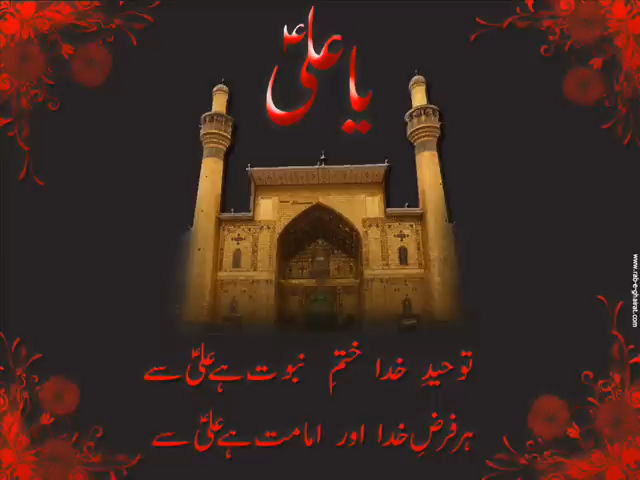 یا علیؑ
توحیدِ خدا ختمِ نبوت ہے علیؑ سے
ہر فرضِ خدا اور امامت ہے علیؑ سے